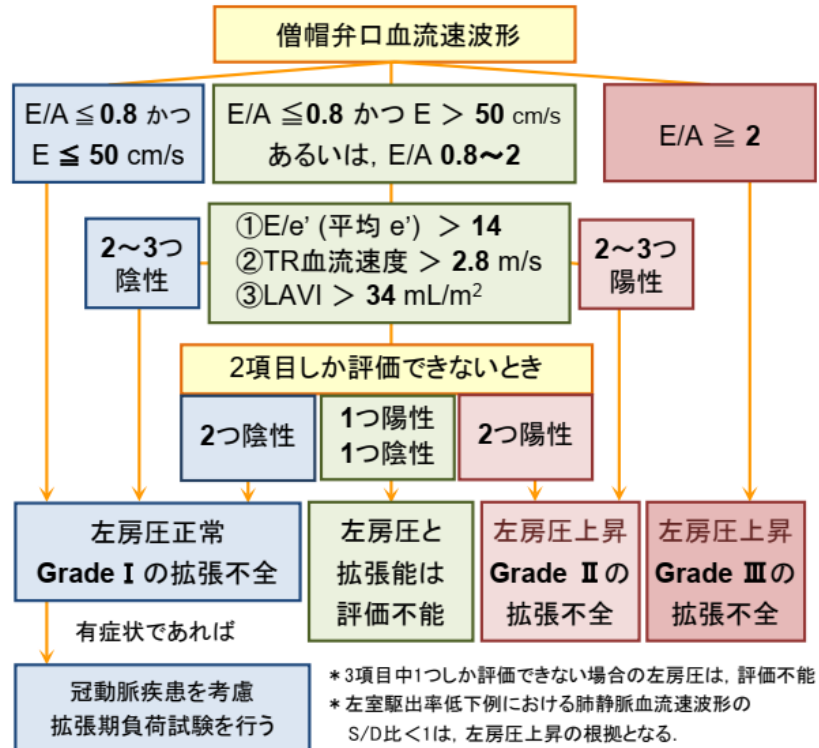 僧帽弁口血流速波形
E/A ≦ 0.8 かつ
E ≦ 50 cm/s
E/A ≦0.8 かつ E ＞ 50 cm/s
あるいは, E/A 0.8～2
E/A ≧ 2
2～3つ
陰性
①E/e' (平均 e') > 14
②TR血流速度 > 2.8 m/s
③LAVI > 34 mL/m²
2～3つ
陽性
2項目しか評価できないとき
2つ陰性
1つ陽性
1つ陰性
2つ陽性
左房圧正常
Grade Ⅰ の拡張不全
左房圧と
拡張能は
評価不能
左房圧上昇
Grade Ⅱ の
拡張不全
左房圧上昇
Grade Ⅲ の
拡張不全
有症状であれば
冠動脈疾患を考慮
拡張期負荷試験を行う
＊3項目中1つしか評価できない場合の左房圧は, 評価不能
＊左室駆出率低下例における肺静脈血流速波形の
S/D比＜1は, 左房圧上昇の根拠となる.